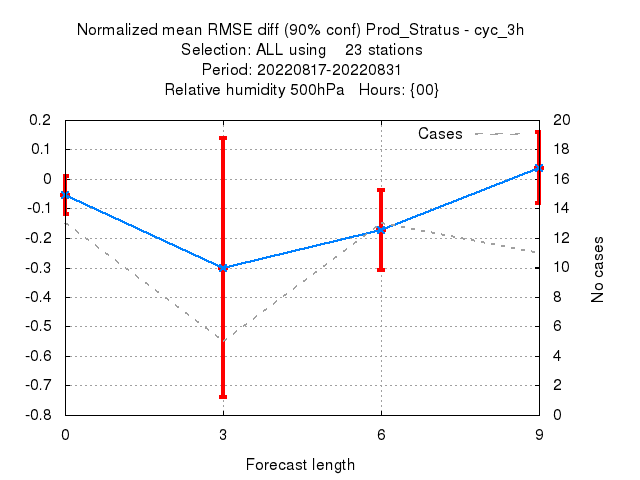 Normalized mean RMSE diff (90% conf) Prod_Stratus - cyc_3h
Selection: ALL using    23 stations
Period: 20220817-20220831
Relative humidity 500hPa   Hours: {00}
Cases
0.2
0.1
0
-0.1
-0.2
-0.3
-0.4
-0.5
-0.6
-0.7
-0.8
20
18
16
14
12
10
8
6
4
2
0
No cases
0 3 6 9
Forecast length